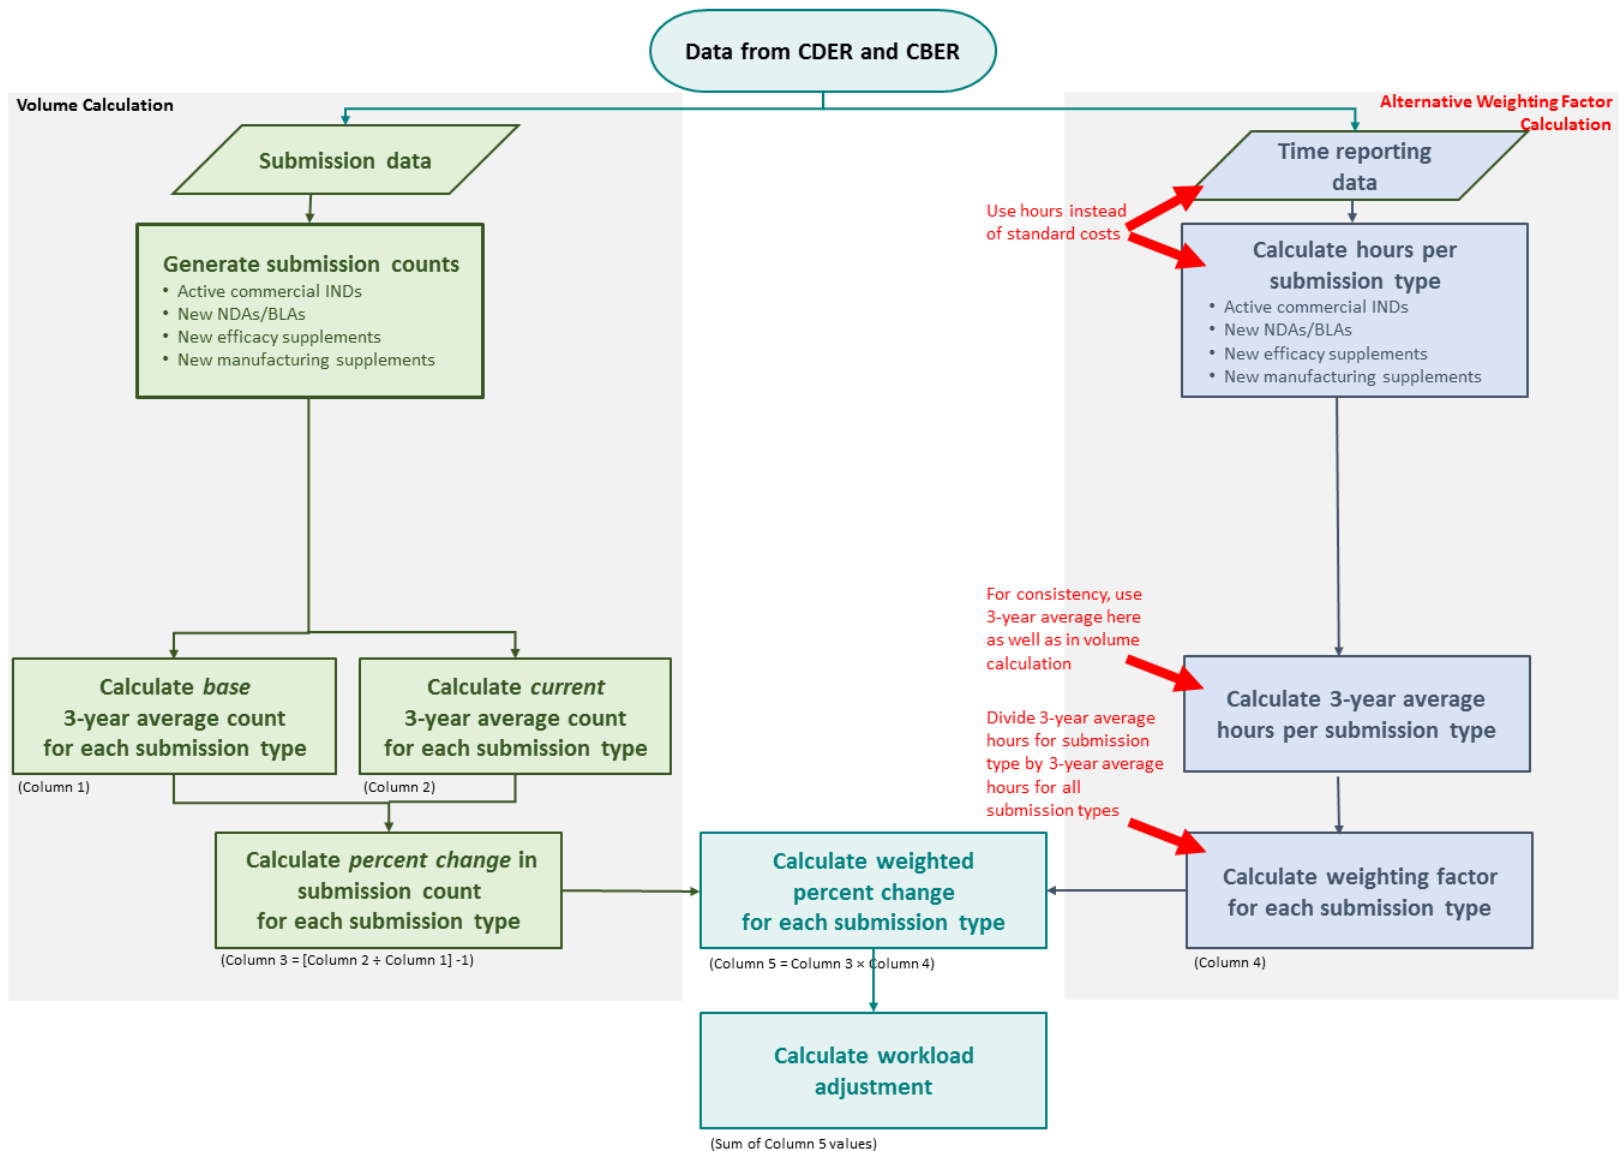 Data from CDER and CBER
Volume Calculation
Submission data
Generate submission counts
• Active commercial INDs
• New NDAs/BLAs
• New efficacy supplements
• New manufacturing supplements
Calculate base
3-year average count
for each submission type
(Column 1)
Calculate current
3-year average count
for each submission type
(Column 2)
Calculate percent change in
submission count
for each submission type
(Column 3 = [Column 2 ÷ Column 1] -1)
Alternative Weighting Factor
Calculation
Time reporting
data
Use hours instead
of standard costs
Calculate hours per
submission type
• Active commercial INDs
• New NDAs/BLAs
• New efficacy supplements
• New manufacturing supplements
For consistency, use
3-year average here
as well as in volume
calculation
Calculate 3-year average
hours per submission type
Divide 3-year average
hours for submission
type by 3-year average
hours for all
submission types
Calculate weighting factor
for each submission type
(Column 4)
Calculate weighted
percent change
for each submission type
(Column 5 = Column 3 × Column 4)
Calculate workload
adjustment
(Sum of Column 5 values)